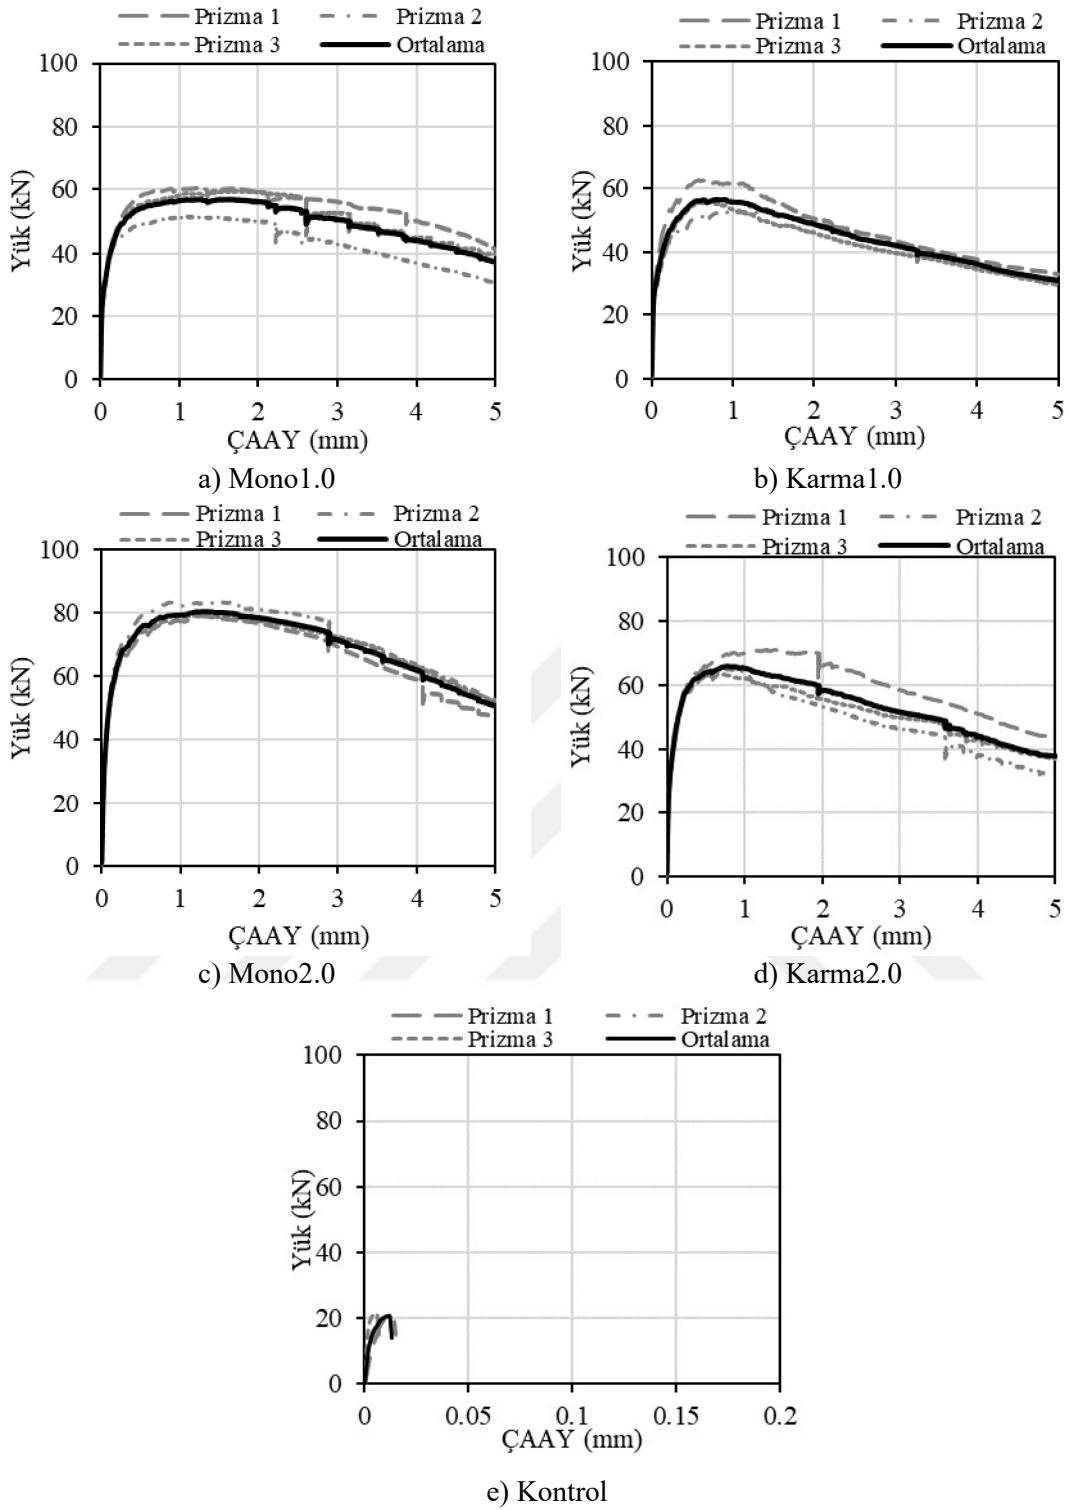 Prizma 1 Prizma 2
Prizma 3 Ortalama
100
80
60
40
20
0
Yük (kN)
0 1 2 3 4 5
ÇAAY (mm)
a) Mono1.0
Prizma 1 Prizma 2
Prizma 3 Ortalama
100
80
60
40
20
0
Yük (kN)
0 1 2 3 4 5
ÇAAY (mm)
b) Karma1.0
Prizma 1 Prizma 2
Prizma 3 Ortalama
100
80
60
40
20
0
Yük (kN)
0 1 2 3 4 5
ÇAAY (mm)
c) Mono2.0
Prizma 1 Prizma 2
Prizma 3 Ortalama
100
80
60
40
20
0
Yük (kN)
0 1 2 3 4 5
ÇAAY (mm)
d) Karma2.0
Prizma 1 Prizma 2
Prizma 3 Ortalama
100
80
60
40
20
0
Yük (kN)
0 0.05 0.1 0.15 0.2
ÇAAY (mm)
e) Kontrol